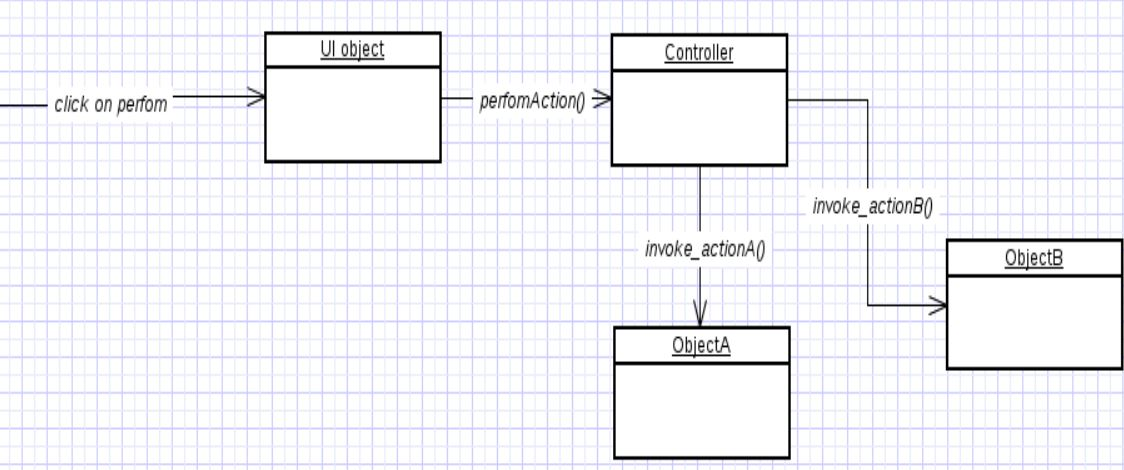 UI object
Controller
click on perfom
perfomAction()
invoke_actionB()
invoke_actionA()
ObjectB
ObjectA